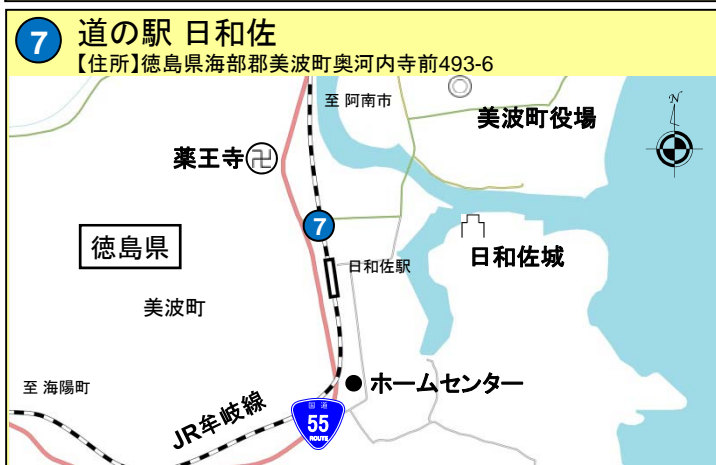 7
道の駅 日和佐
【住所】徳島県海部郡美波町奥河内寺前493-6
至 阿南市
美波町役場
N
薬王寺卍
7
徳島県
日和佐駅
日和佐城
美波町
至 海陽町
ホームセンター
JR牟岐線
国道
55
ROUTE